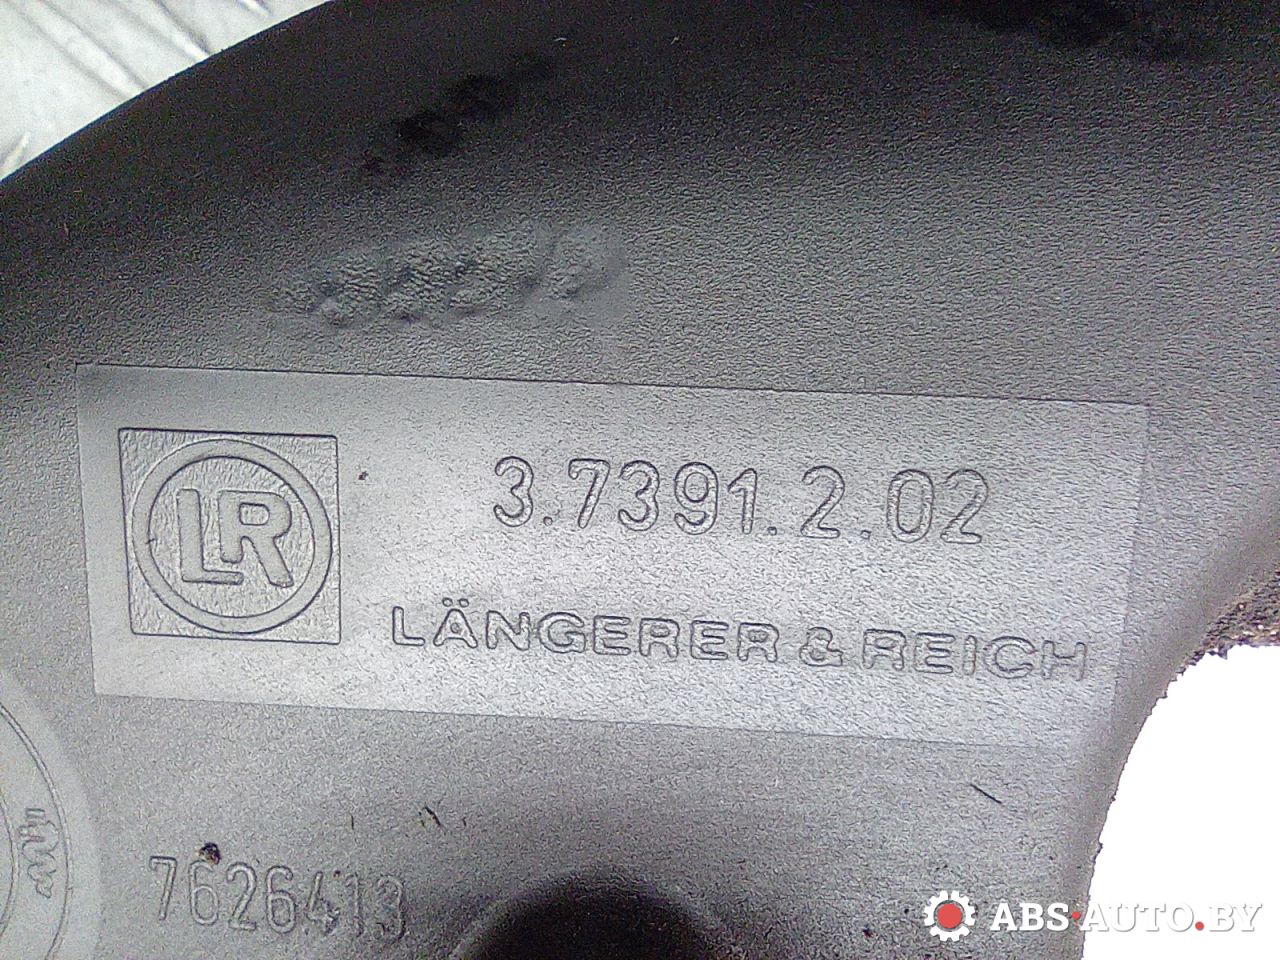 LR
3.7391.2.02
LÄNGERER & REICH
7626413
ABS-AUTO.BY